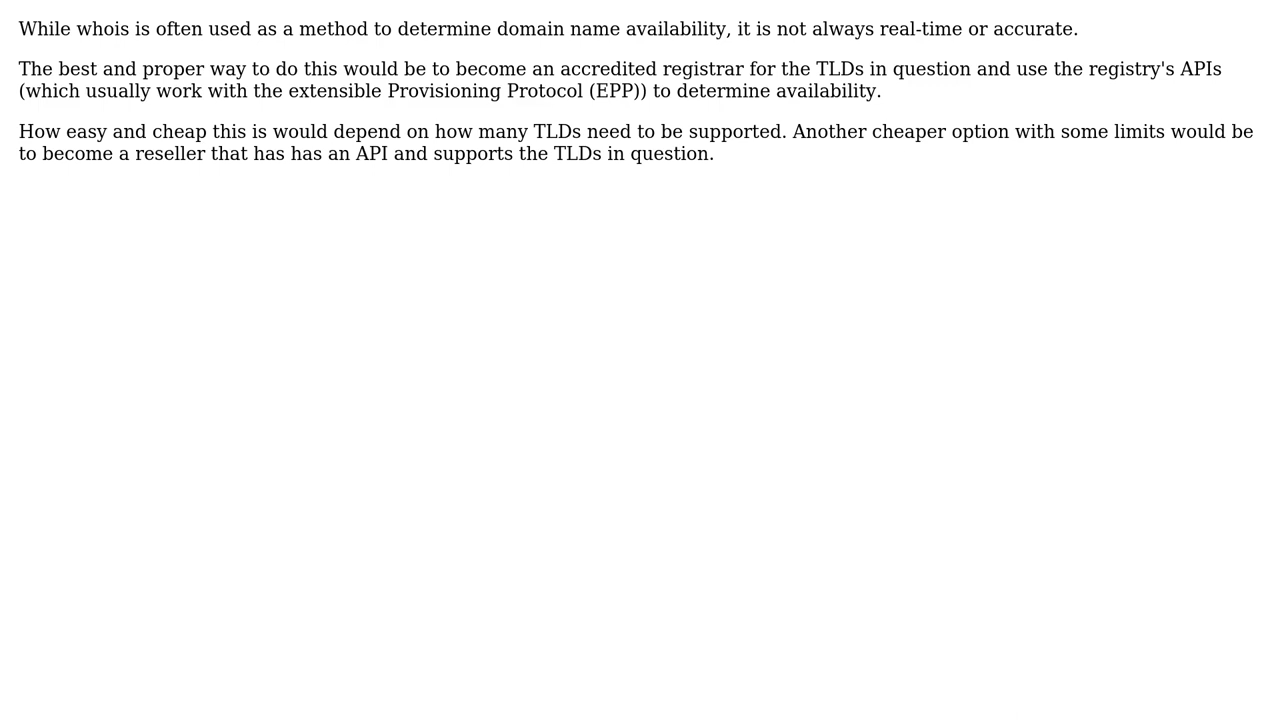 While whois is often used as a method to determine domain name availability, it is not always real-time or accurate.
The best and proper way to do this would be to become an accredited registrar for the TLDs in question and use the registry's APIs
(which usually work with the extensible Provisioning Protocol (EPP)) to determine availability.
How easy and cheap this is would depend on how many TLDs need to be supported. Another cheaper option with some limits would be
to become a reseller that has has an API and supports the TLDs in question.